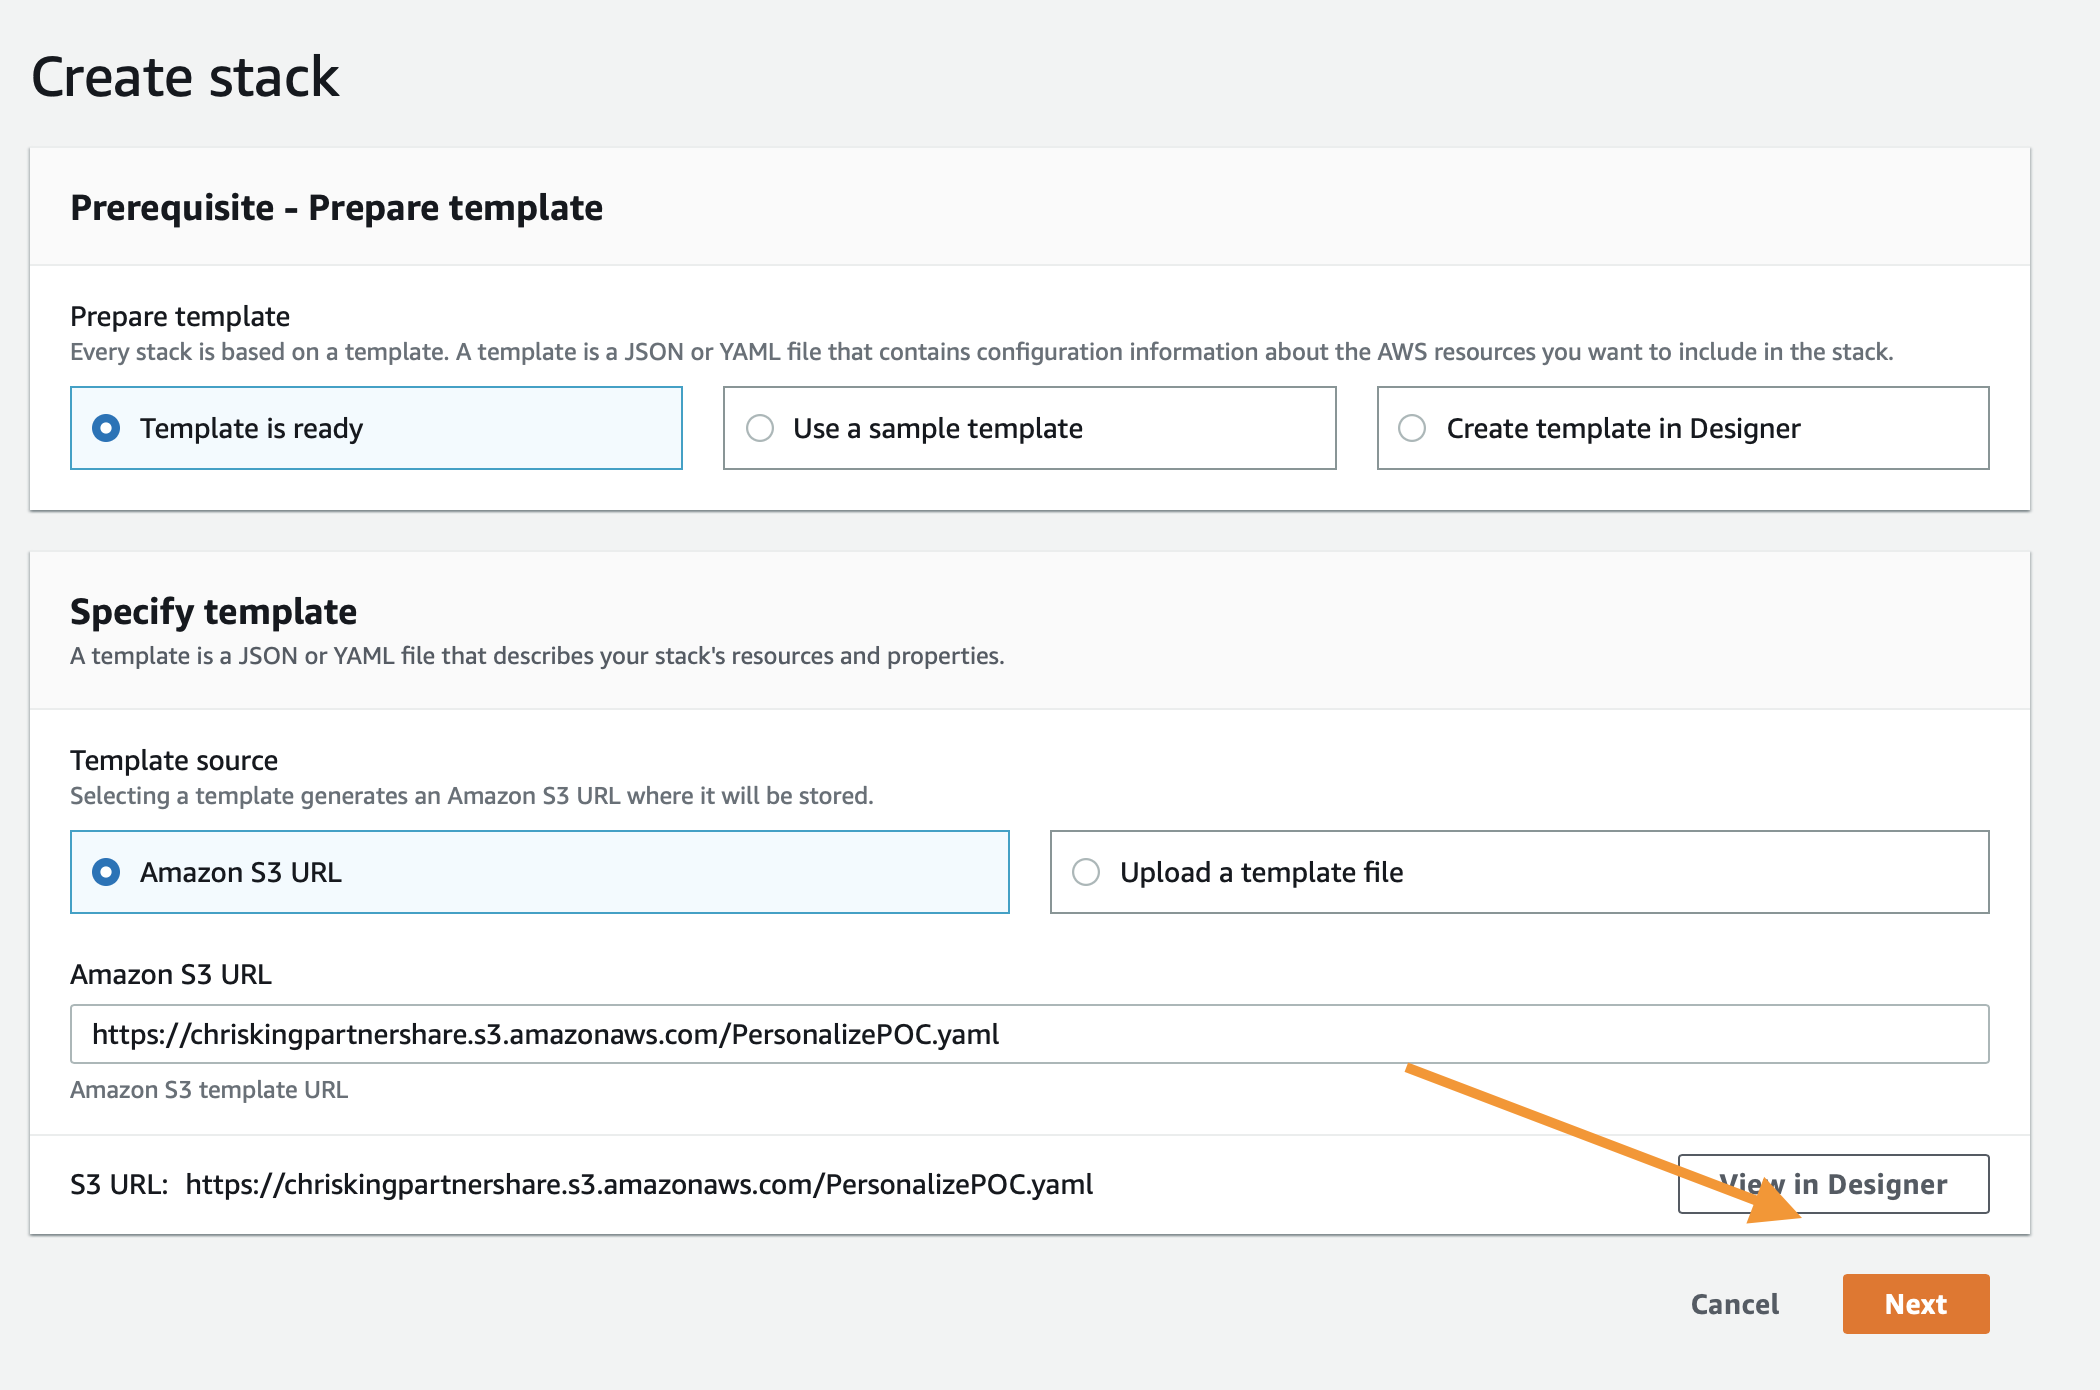 Create stack
Prerequisite - Prepare template
Prepare template
Every stack is based on a template. A template is a JSON or YAML file that contains configuration information about the AWS resources you want to include in the stack.
Template is ready
Use a sample template
Create template in Designer
Specify template
A template is a JSON or YAML file that describes your stack's resources and properties.
Template source
Selecting a template generates an Amazon S3 URL where it will be stored.
Amazon S3 URL
Upload a template file
Amazon S3 URL
https://chriskingpartnershare.s3.amazonaws.com/PersonalizePOC.yaml
Amazon S3 template URL
S3 URL: https://chriskingpartnershare.s3.amazonaws.com/PersonalizePOC.yaml
View in Designer
Cancel
Next